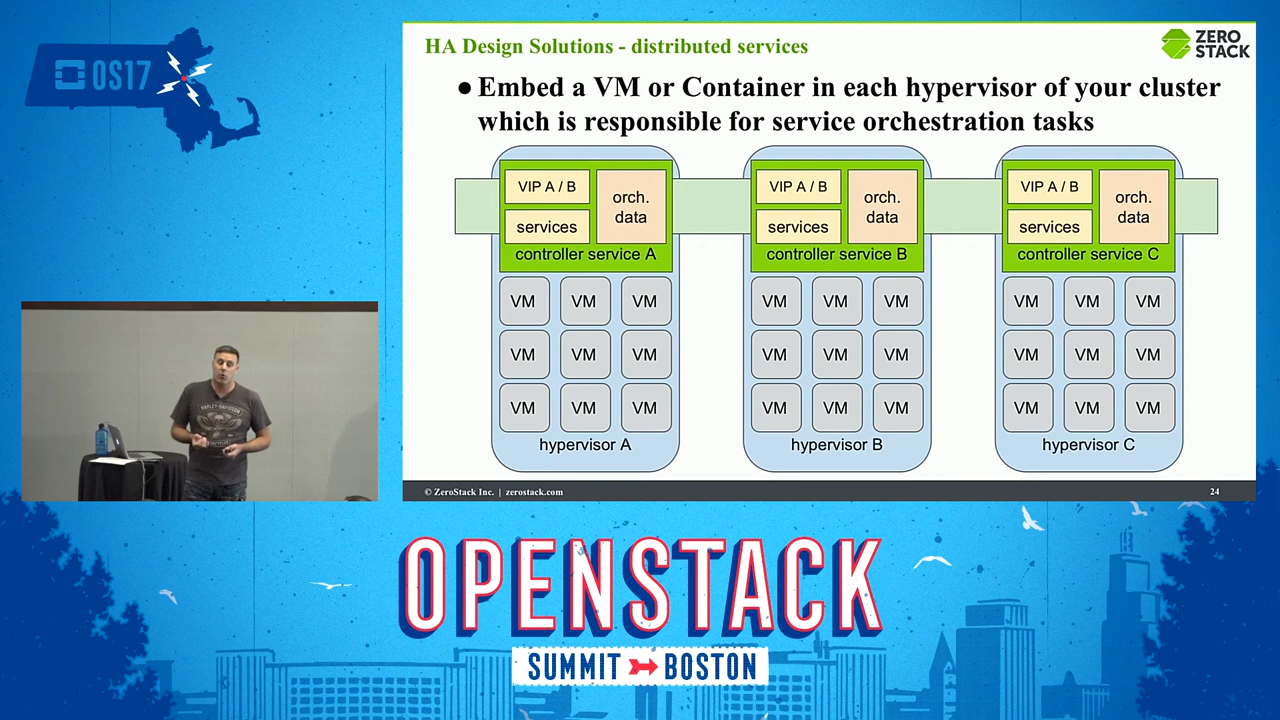 OS17
HA Design Solutions - distributed services
ZERO
STACK
● Embed a VM or Container in each hypervisor of your cluster
which is responsible for service orchestration tasks
VIP A / B
services
orch.
data
controller service A
VM VM VM
VM VM VM
VM VM VM
hypervisor A
VIP A / B
services
orch.
data
controller service B
VM VM VM
VM VM VM
VM VM VM
hypervisor B
VIP A / B
services
orch.
data
controller service C
VM VM VM
VM VM VM
VM VM VM
hypervisor C
© ZeroStack Inc. | zerostack.com
24
HARLEY-DAVIDSON
OPENSTACK
SUMMIT BOSTON